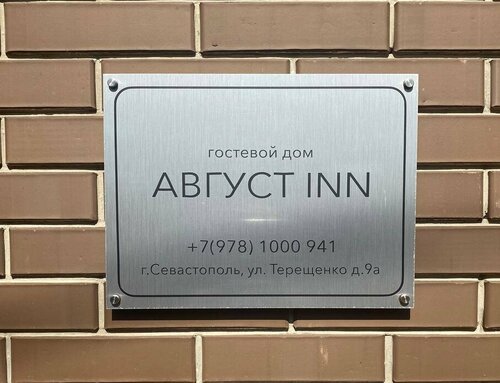 гостевой дом
АВГУСТ INN
+7(978) 1000 941
г.Севастополь, ул. Терещенко д.9а